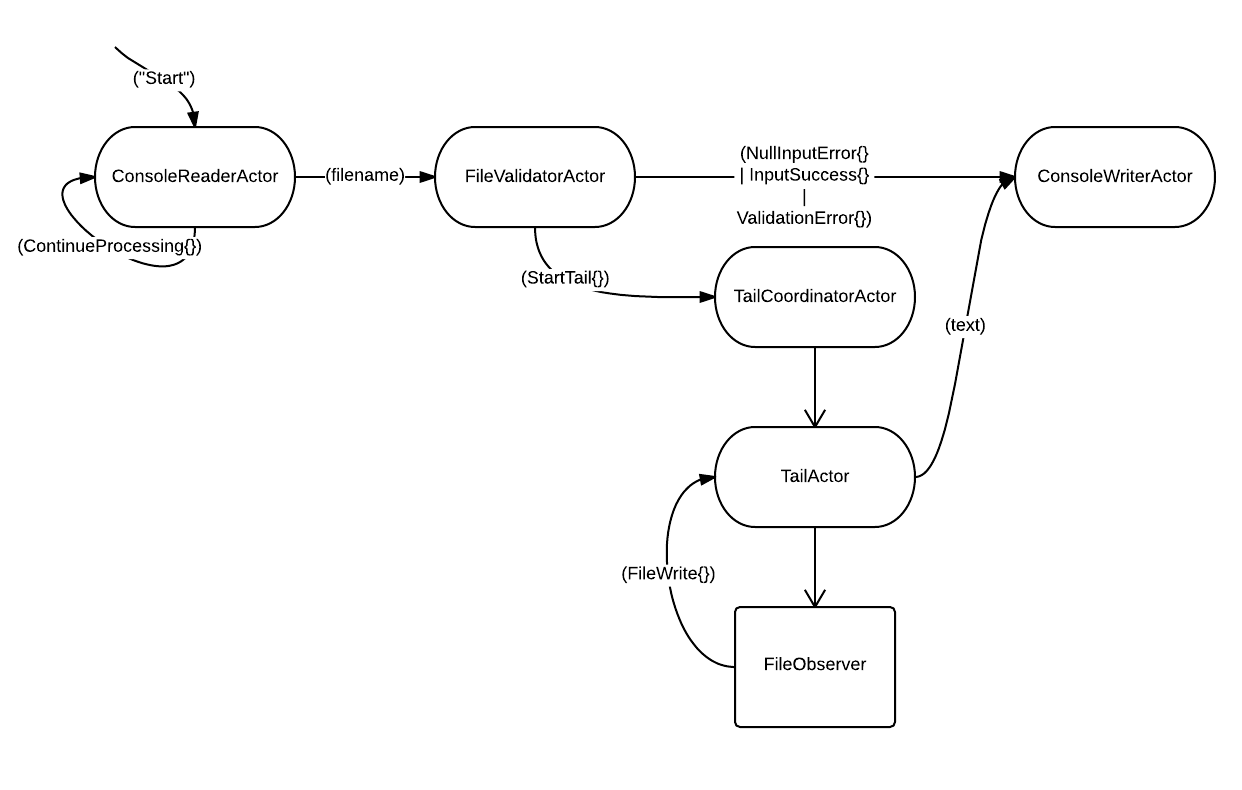 ("Start")
ConsoleReaderActor
(filename)
FileValidatorActor
(NullInputError{}
| InputSuccess{}
|
ValidationError{})
ConsoleWriterActor
(ContinueProcessing{})
(StartTail{})
TailCoordinatorActor
(text)
TailActor
(FileWrite{})
FileObserver